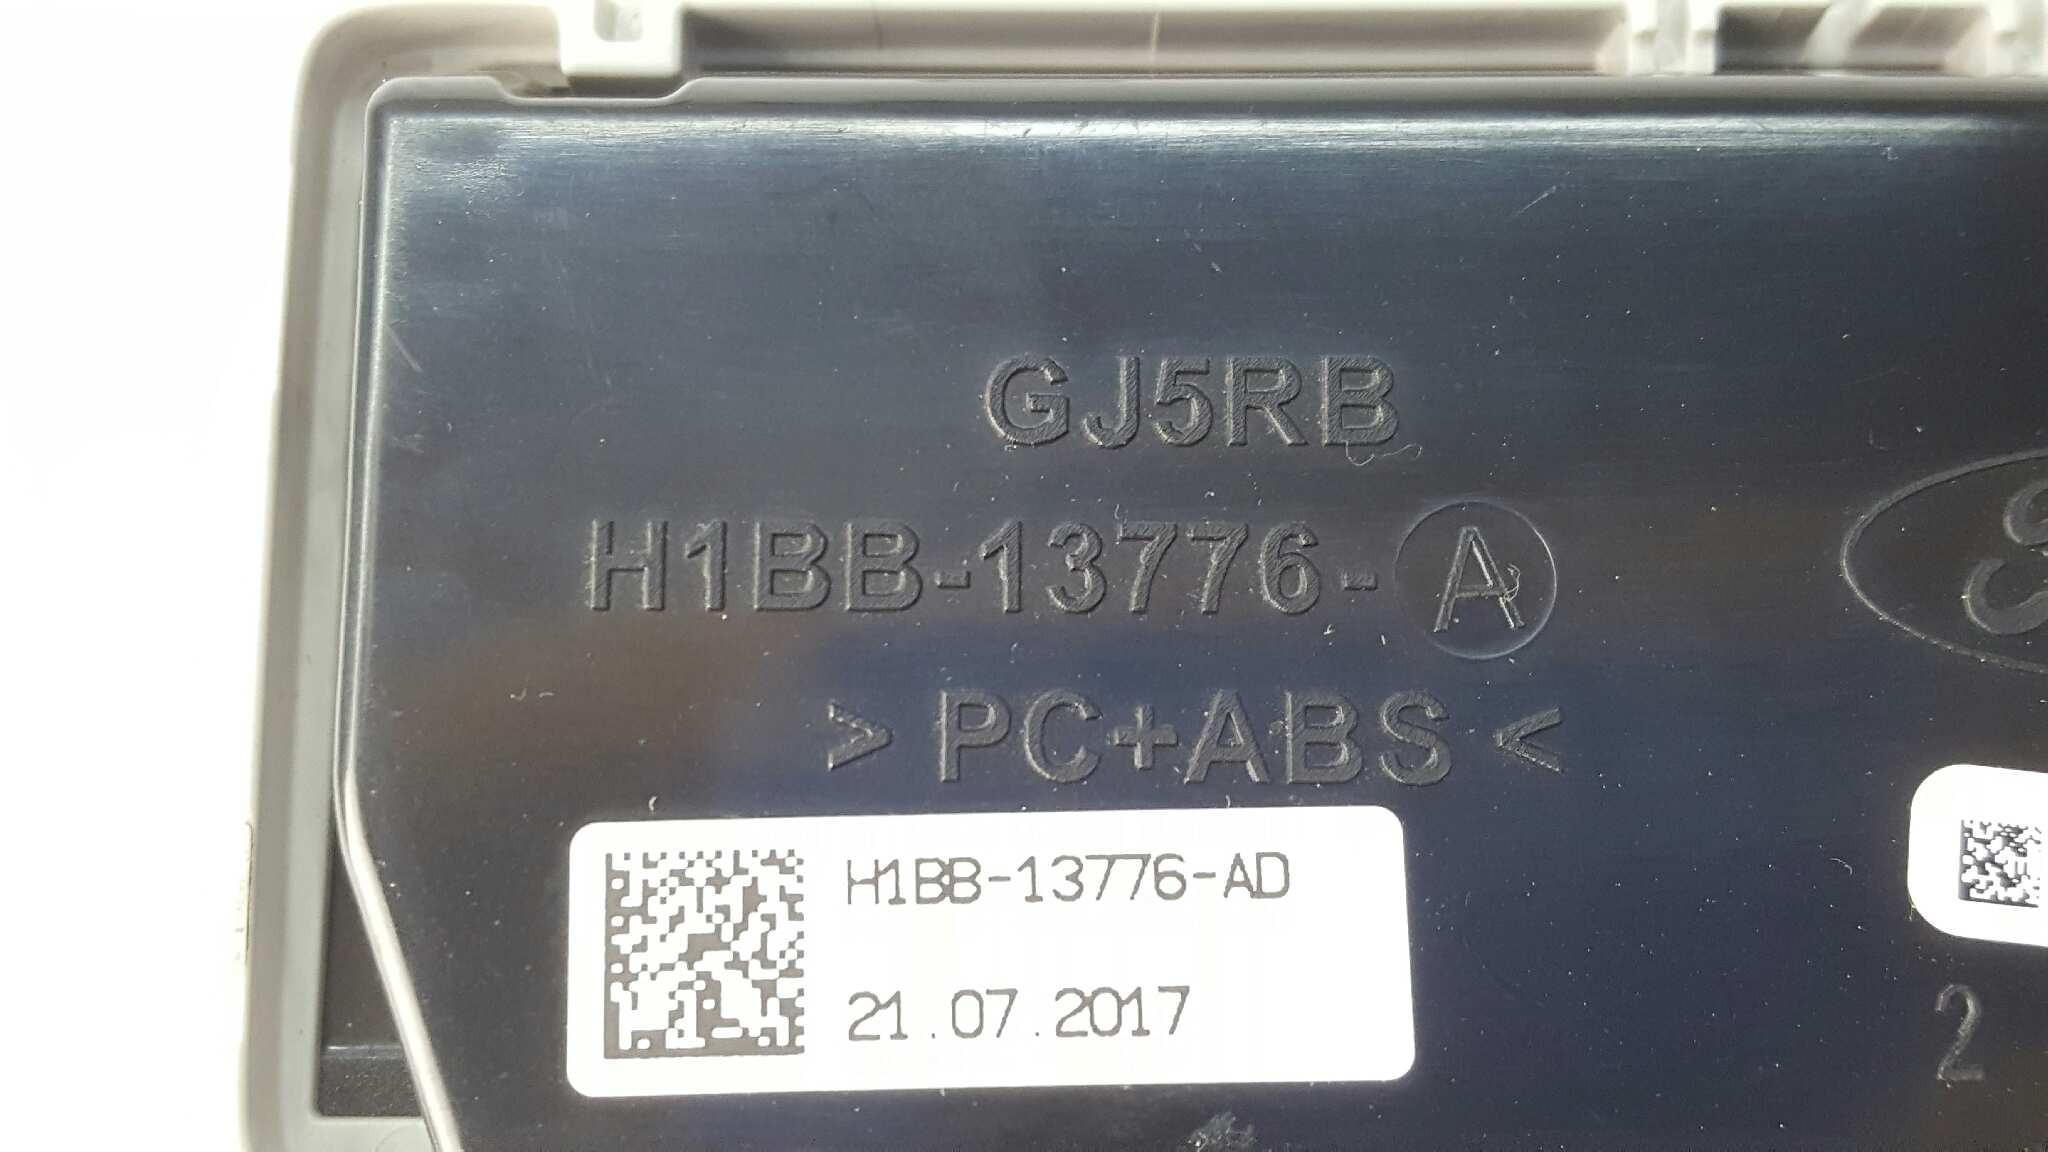 GJ5RB
H1BB-13776-A
> PC+ABS <
H1BB-13776-AD
21.07.2017
2